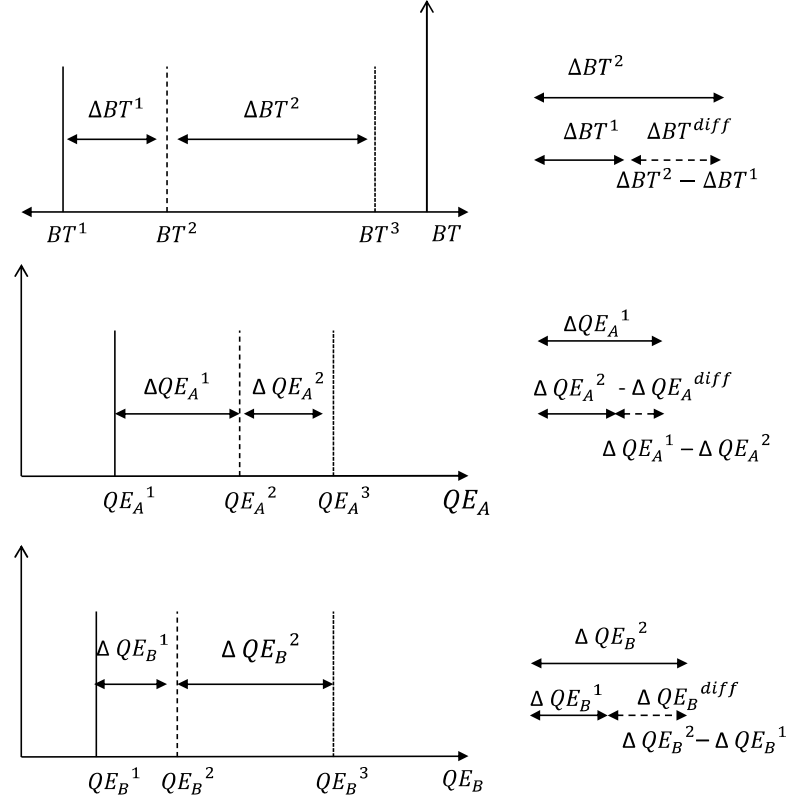 ΔBT² 
ΔBT¹ ΔBT²
ΔBT¹ ΔBT^{diff}
ΔBT² − ΔBT¹
BT¹ BT² BT³ BT
ΔQE_A¹
ΔQE_A¹ Δ QE_A²
Δ QE_A² - Δ QE_A^{diff}
Δ QE_A¹ − Δ QE_A²
QE_A¹ QE_A² QE_A³ QE_A
Δ QE_B¹ Δ QE_B²
Δ QE_B²
Δ QE_B¹ Δ QE_B^{diff}
Δ QE_B² − Δ QE_B¹
QE_B¹ QE_B² QE_B³ QE_B